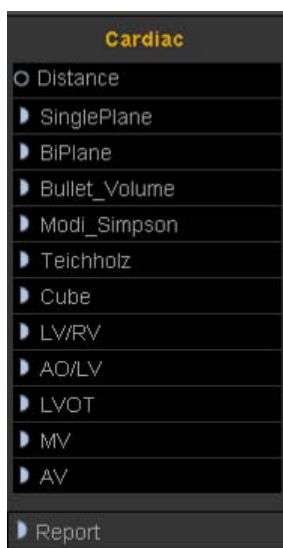 Cardiac
Distance
SinglePlane
BiPlane
Bullet_Volume
Modi_Simpson
Teichholz
Cube
LV/RV
AO/LV
LVOT
MV
AV
Report